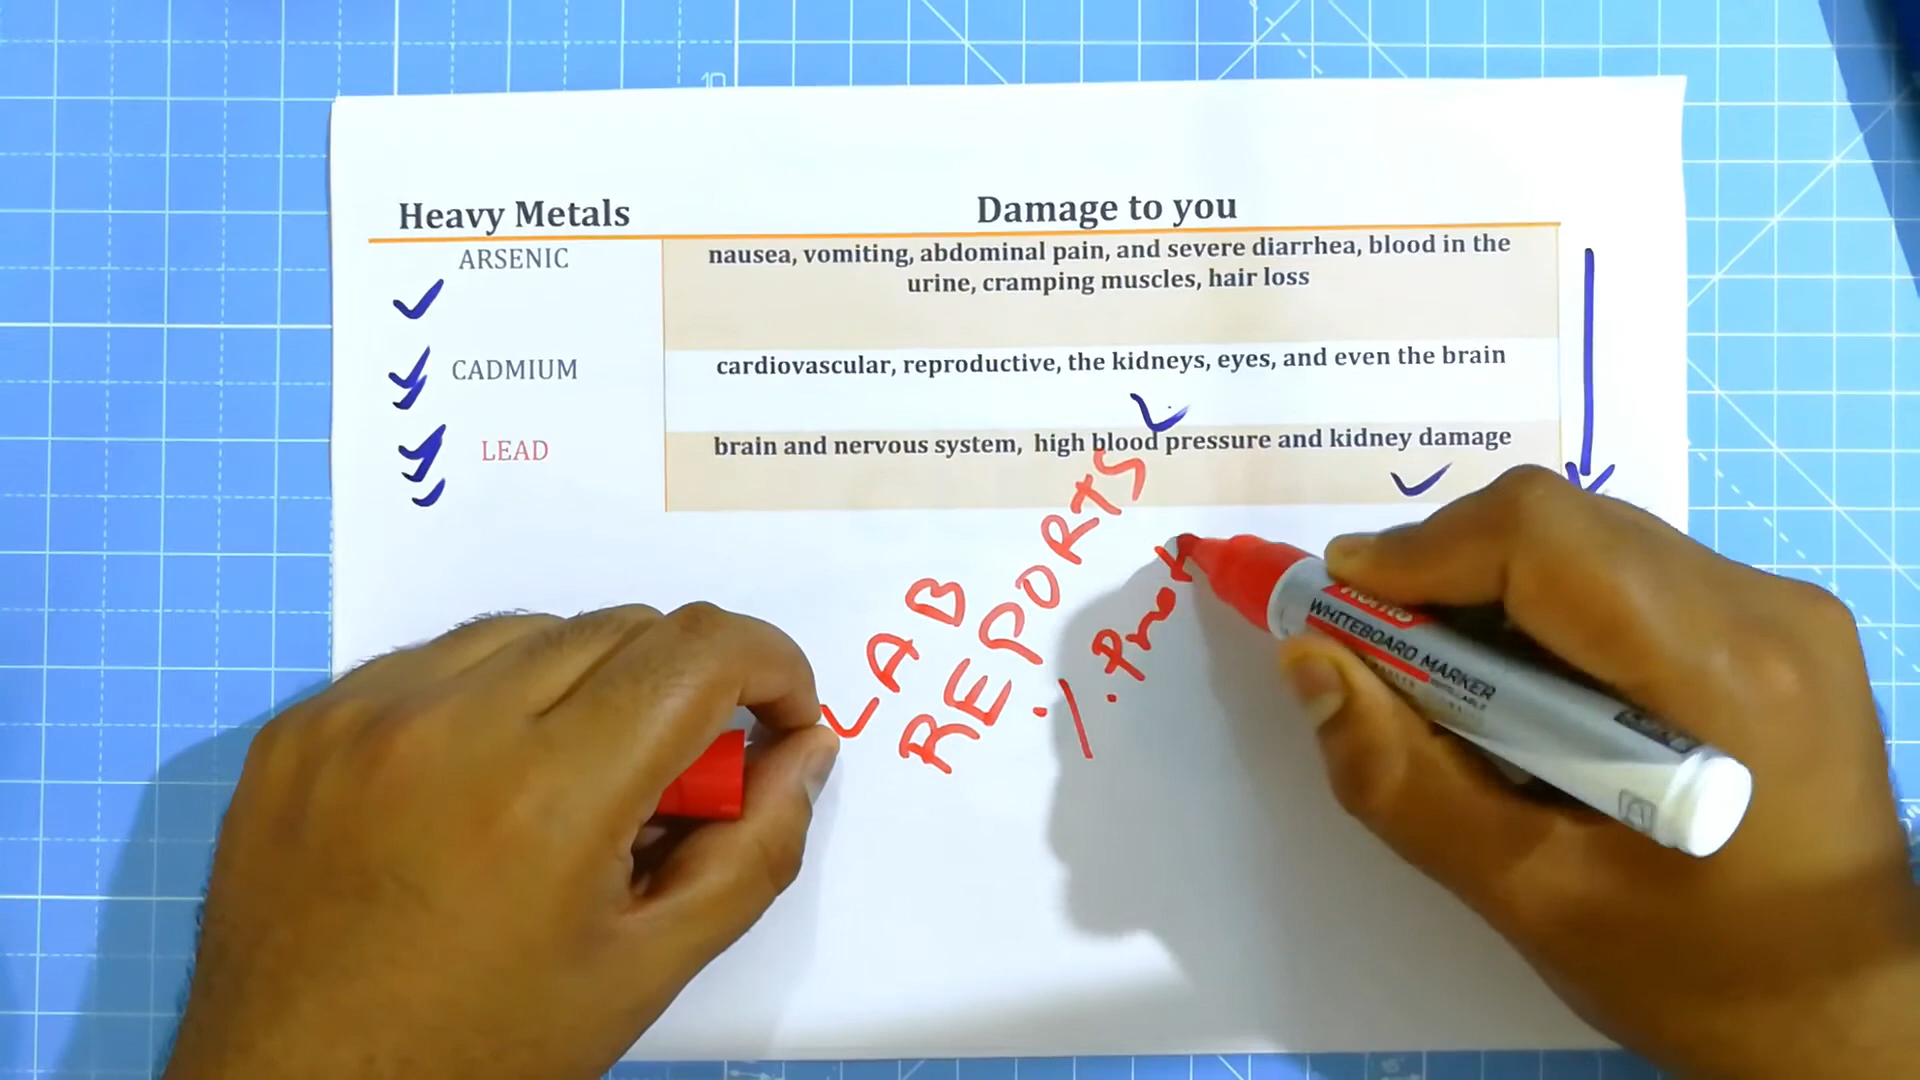 10
Heavy Metals Damage to you
ARSENIC nausea, vomiting, abdominal pain, and severe diarrhea, blood in the
urine, cramping muscles, hair loss
CADMIUM cardiovascular, reproductive, the kidneys, eyes, and even the brain
LEAD brain and nervous system, high blood pressure and kidney damage
LAB
REPORTS
WHITEBOARD MARKER